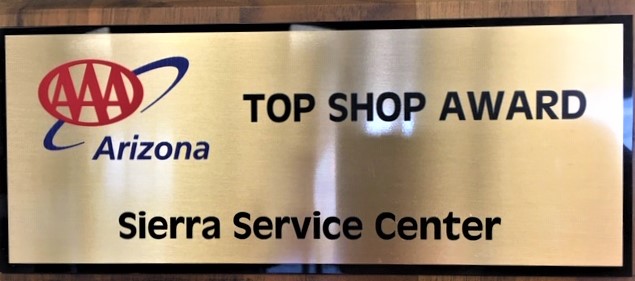 AAA
Arizona
TOP SHOP AWARD
Sierra Service Center